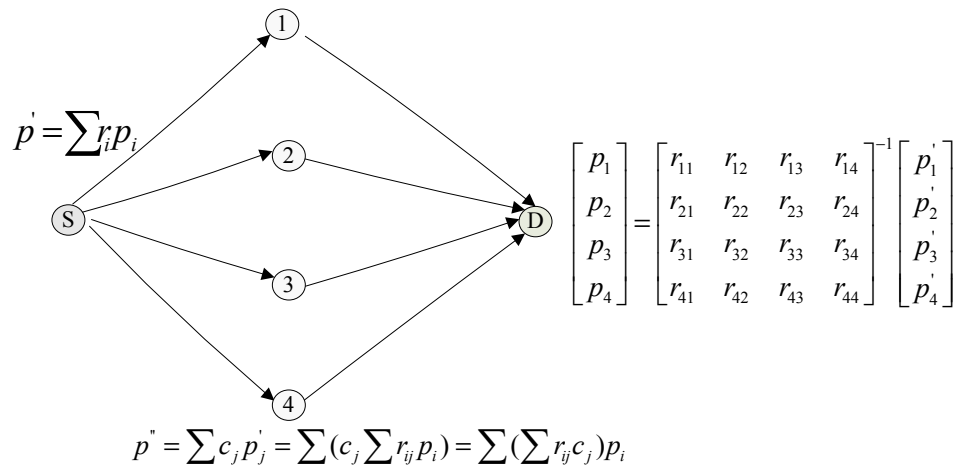 1
p' = ∑r_i p_i
2
S
D
3
4
[p_1 p_2 p_3 p_4] = [r_11 r_12 r_13 r_14
r_21 r_22 r_23 r_24
r_31 r_32 r_33 r_34
r_41 r_42 r_43 r_44]^-1 [p'_1 p'_2 p'_3 p'_4]
p" = ∑c_j p'_j = ∑(c_j ∑r_ij p_i) = ∑(∑r_ij c_j)p_i